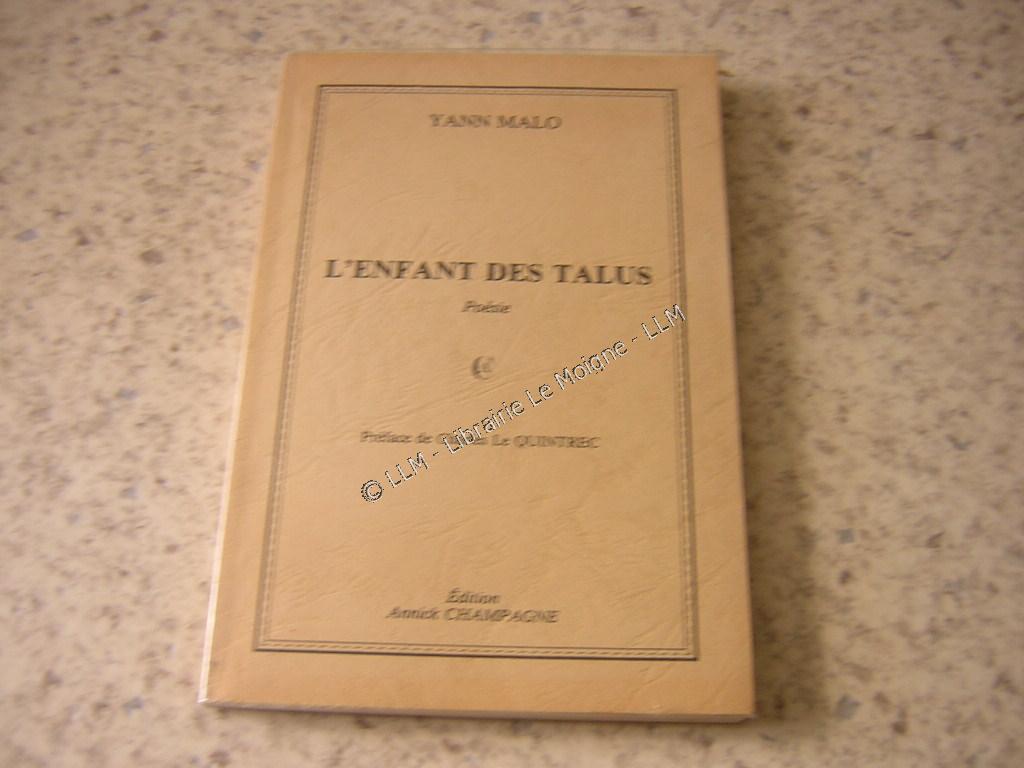 YANN MALO
L'ENFANT DES TALUS
Poésie
Préface de Le QUINTREC
© LLM - Librairie Le Moigne - LLM
Édition
Annick CHAMPAGNE